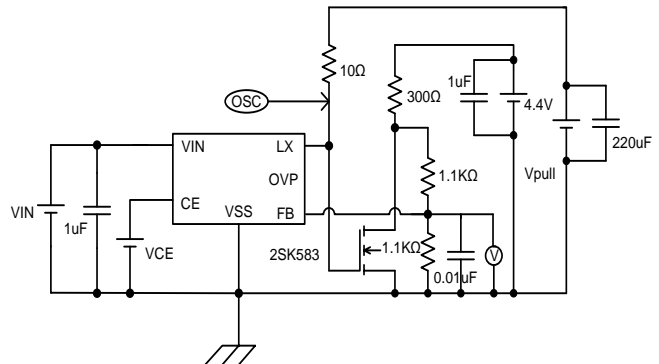 10Ω
OSC
300Ω
1uF
4.4V
220uF
Vpull
VIN
LX
OVP
CE
VSS
FB
1.1KΩ
VIN
1uF
VCE
2SK583
1.1KΩ
0.01uF
V